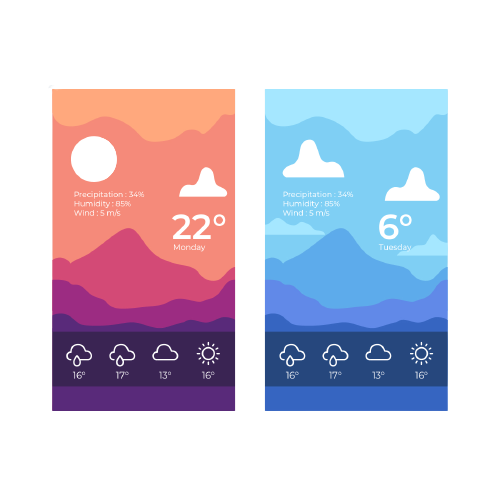 Precipitation : 34%
Humidity : 85%
Wind : 5 m/s
22°
Monday
16° 17° 13° 16°
Precipitation : 34%
Humidity : 85%
Wind : 5 m/s
6°
Tuesday
16° 17° 13° 16°